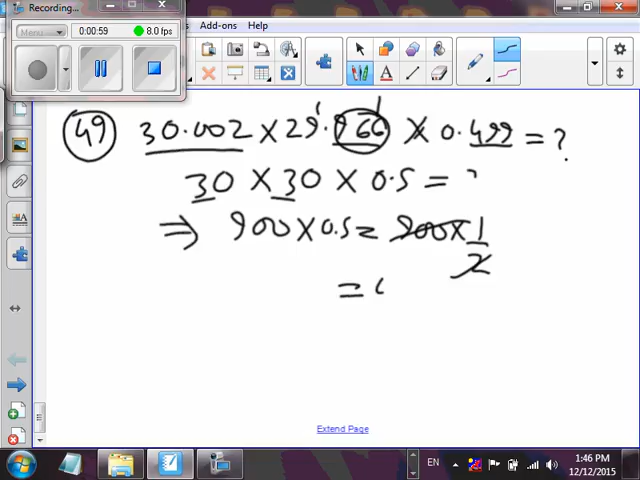 Recording...
Menu
0:00:59
8.0 fps
Add-ons
Help
49 30.002 × 29.966 × 0.499 = ?
30 × 30 × 0.5 = ?
⇒ 900 × 0.5 = 900 × 1/2
=
Extend Page
EN
1:46 PM
12/12/2015